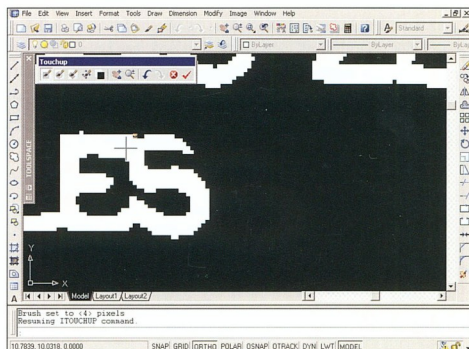 File Edit View Insert Format Tools Draw Dimension Modify Image Window Help
Standard
ByLayer ByLayer
Touchup
TOOLSPACE
ES
Y
X
Model Layout1 Layout2
A
Brush set to <4> pixels
Resuming ITOUCHUP command.
10.7839, 10.0318, 0.0000 SNAP GRID ORTHO POLAR OSNAP OTRACK DYN LWT MODEL